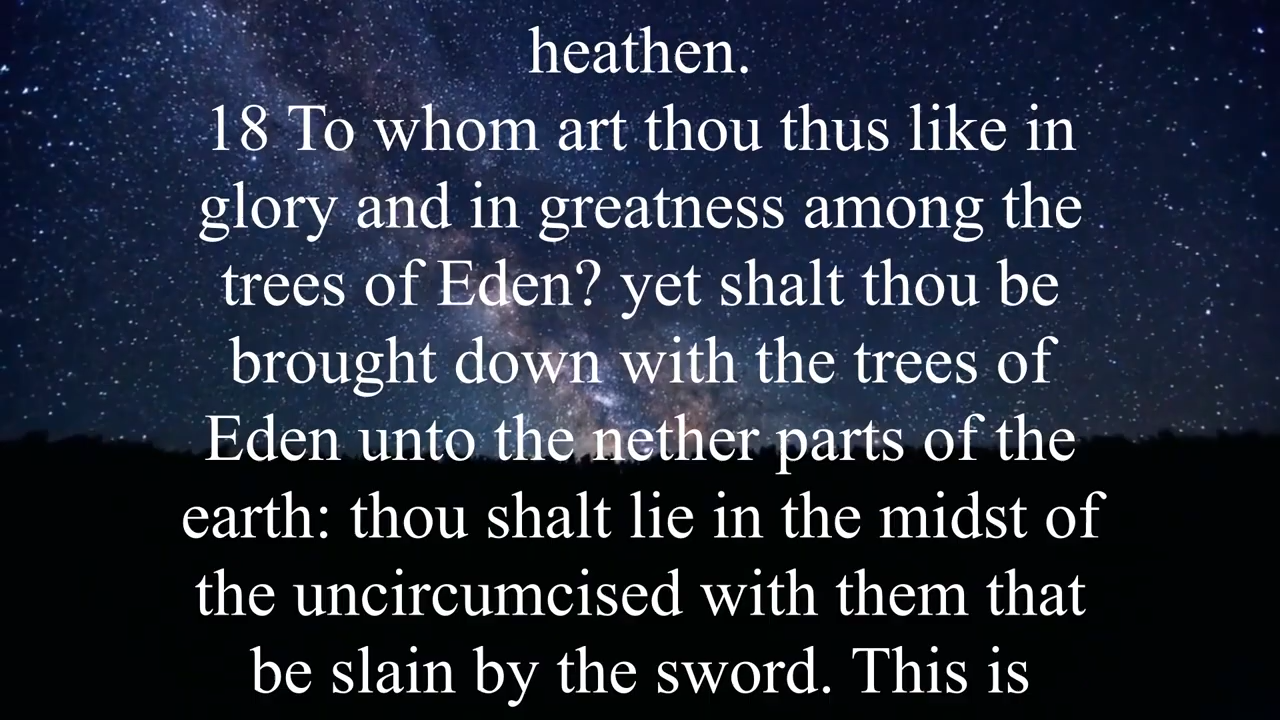 heathen.
18 To whom art thou thus like in
glory and in greatness among the
trees of Eden? yet shalt thou be
brought down with the trees of
Eden unto the nether parts of the
earth: thou shalt lie in the midst of
the uncircumcised with them that
be slain by the sword. This is